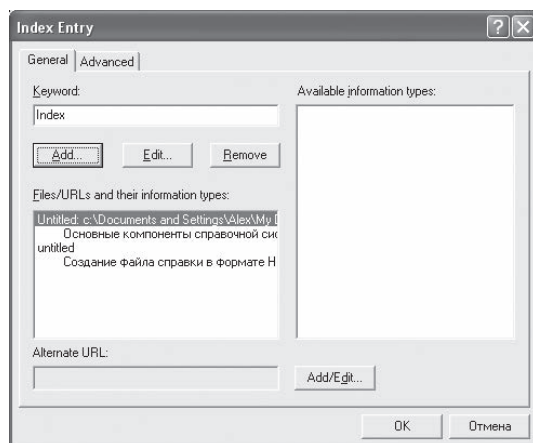 Index Entry
General
Advanced
Keyword:
Index
Add...
Edit...
Remove
Files/URLs and their information types:
Untitled: c:\Documents and Settings\Alex\My
Основные компоненты справочной
untitled
Создание файла справки в формате
Alternate URL:
Available information types:
Add/Edit...
OK
Отмена